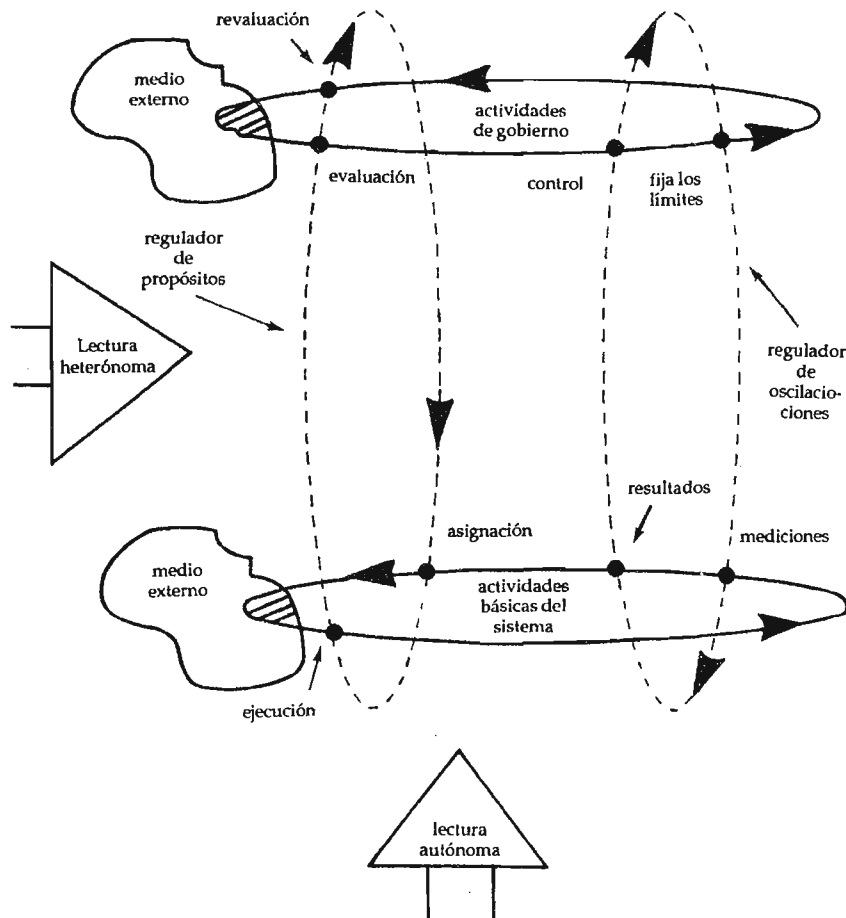 revaluación
medio
externo
actividades
de gobierno
evaluación
control
fija los
límites
regulador
de
propósitos
Lectura
heterónoma
regulador
de
oscilacio-
ciones
resultados
asignación
mediciones
medio
externo
actividades
básicas del
sistema
ejecución
lectura
autónoma